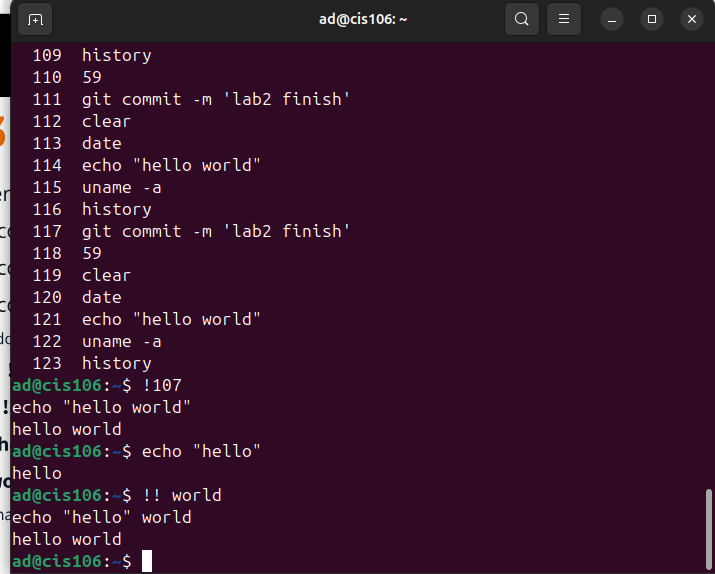 ad@cis106: ~
109 history
110 59
111 git commit -m 'lab2 finish'
112 clear
113 date
114 echo "hello world"
115 uname -a
116 history
117 git commit -m 'lab2 finish'
118 59
119 clear
120 date
121 echo "hello world"
122 uname -a
123 history
ad@cis106:~$ !107
echo "hello world"
hello world
ad@cis106:~$ echo "hello"
hello
ad@cis106:~$ !! world
echo "hello" world
hello world
ad@cis106:~$